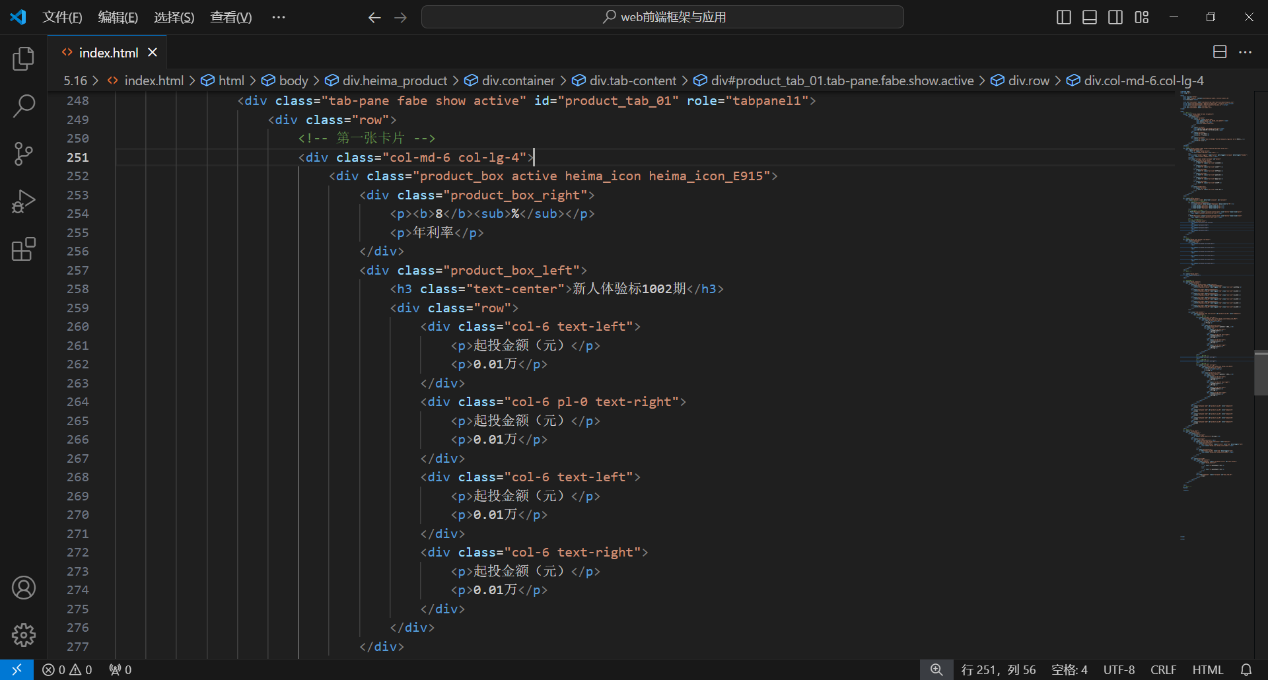 文件(F) 编辑(E) 选择(S) 查看(V) ··· web前端框架与应用
index.html
5.16 > index.html > html > body > div.heima_product > div.container > div.tab-content > div#product_tab_01.tab-pane.fabe.show.active > div.row > div.col-md-6.col-lg-4
248 <div class="tab-pane fabe show active" id="product_tab_01" role="tabpanel1">
249 <div class="row">
250 <!-- 第一张卡片 -->
251 <div class="col-md-6 col-lg-4">
252 <div class="product_box active heima_icon heima_icon_E915">
253 <div class="product_box_right">
254 <p><b>8</b><sub>%</sub></p>
255 <p>年利率</p>
256 </div>
257 <div class="product_box_left">
258 <h3 class="text-center">新人体验标1002期</h3>
259 <div class="row">
260 <div class="col-6 text-left">
261 <p>起投金额（元）</p>
262 <p>0.01万</p>
263 </div>
264 <div class="col-6 pl-0 text-right">
265 <p>起投金额（元）</p>
266 <p>0.01万</p>
267 </div>
268 <div class="col-6 text-left">
269 <p>起投金额（元）</p>
270 <p>0.01万</p>
271 </div>
272 <div class="col-6 text-right">
273 <p>起投金额（元）</p>
274 <p>0.01万</p>
275 </div>
276 </div>
277 </div>
0 0 0 行 251，列 56 空格: 4 UTF-8 CRLF HTML